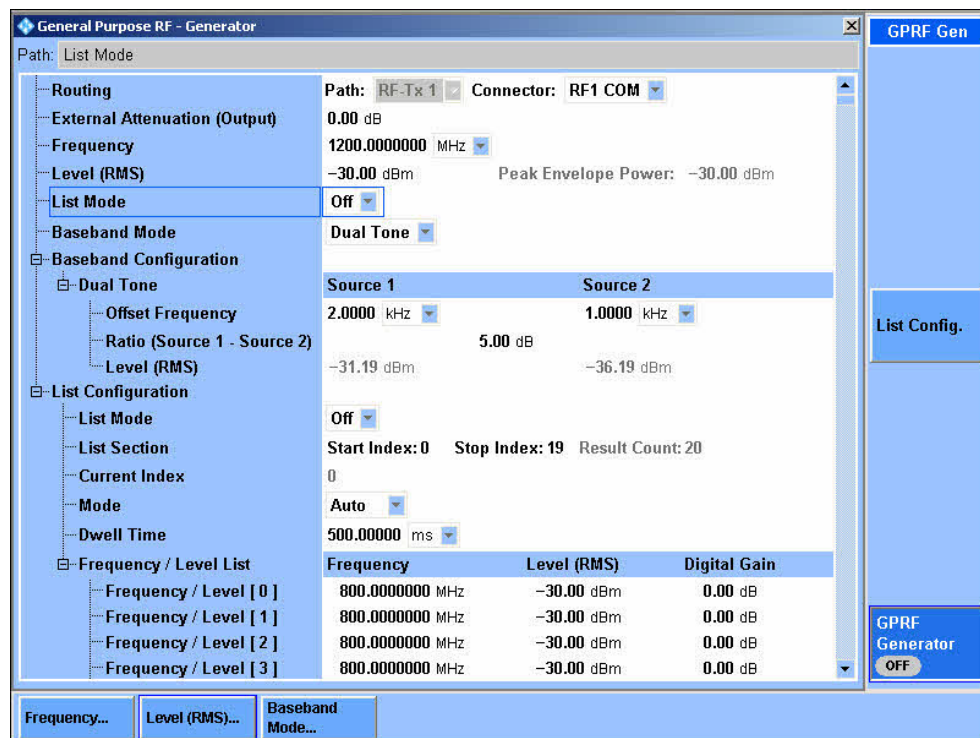 General Purpose RF - Generator
GPRF Gen
Path: List Mode
Routing Path: RF-Tx 1 Connector: RF1 COM
External Attenuation (Output) 0.00 dB
Frequency 1200.0000000 MHz
Level (RMS) −30.00 dBm Peak Envelope Power: −30.00 dBm
List Mode Off
Baseband Mode Dual Tone
Baseband Configuration
Dual Tone Source 1 Source 2
Offset Frequency 2.0000 kHz 1.0000 kHz
Ratio (Source 1 - Source 2) 5.00 dB
Level (RMS) −31.19 dBm −36.19 dBm
List Configuration
List Mode Off
List Section Start Index: 0 Stop Index: 19 Result Count: 20
Current Index 0
Mode Auto
Dwell Time 500.00000 ms
Frequency / Level List Frequency Level (RMS) Digital Gain
Frequency / Level [ 0 ] 800.0000000 MHz −30.00 dBm 0.00 dB
Frequency / Level [ 1 ] 800.0000000 MHz −30.00 dBm 0.00 dB
Frequency / Level [ 2 ] 800.0000000 MHz −30.00 dBm 0.00 dB
Frequency / Level [ 3 ] 800.0000000 MHz −30.00 dBm 0.00 dB
List Config.
GPRF
Generator
OFF
Frequency...
Level (RMS)...
Baseband
Mode...